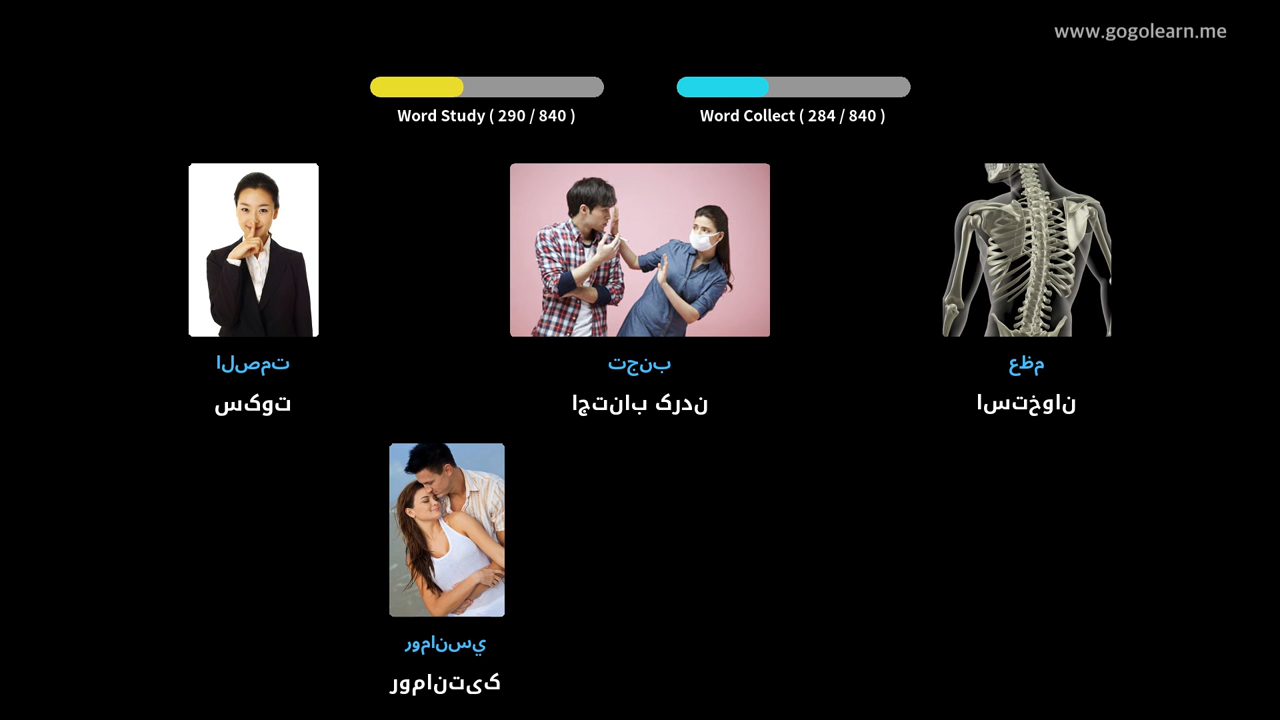 www.gogolearn.me
Word Study ( 290 / 840 )
Word Collect ( 284 / 840 )
الصمت
سکوت
تجنب
اجتناب کردن
عظم
استخوان
رومانسي
رومانتیک